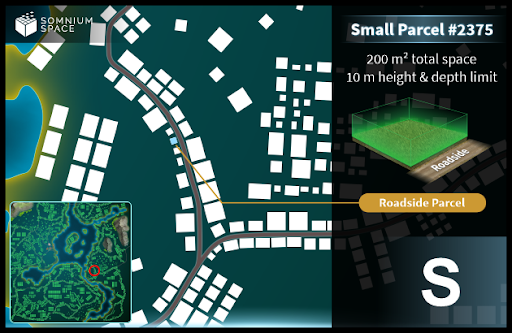 SOMNIUM
SPACE
Small Parcel #2375
200 m² total space
10 m height & depth limit
Roadside
Roadside Parcel
S